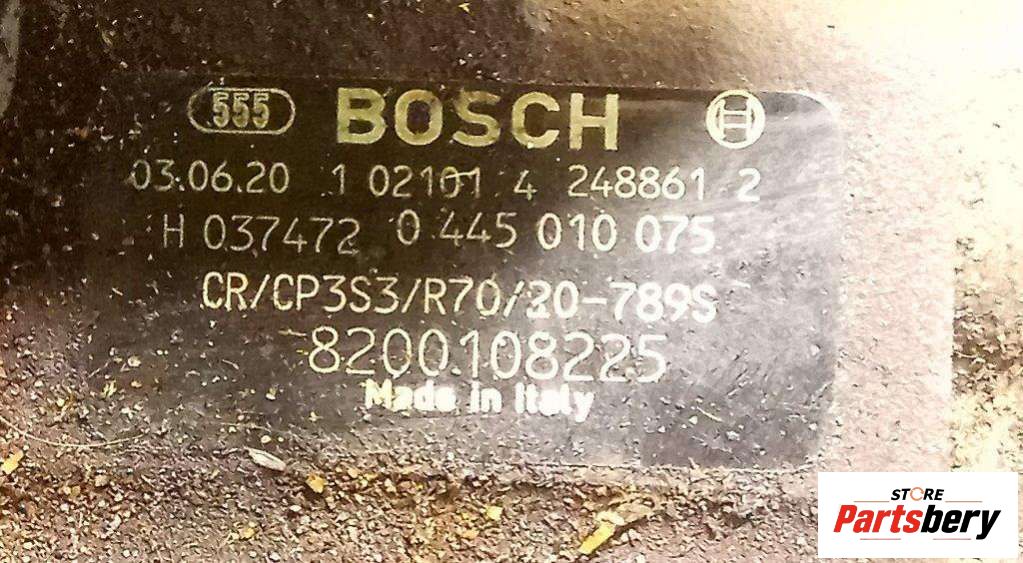 555 BOSCH
03.06.20 1 02101 4 248861 2
H 037472 0 445 010 075
CR/CP3S3/R70/20-789S
8200108225
Made in Italy
STORE
Partsbery